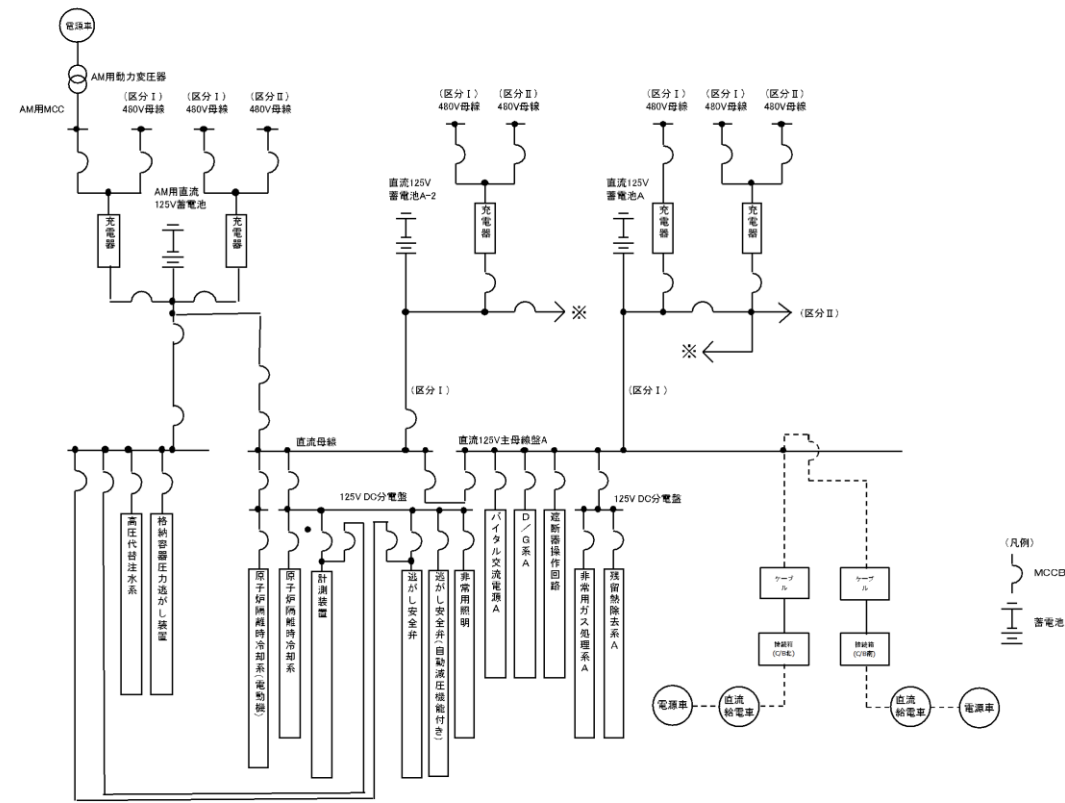 電源車
AM用動力変圧器
AM用MCC
(区分Ⅰ)
480V母線
(区分Ⅰ)
480V母線
(区分Ⅱ)
480V母線
(区分Ⅰ)
480V母線
(区分Ⅱ)
480V母線
(区分Ⅰ)
480V母線
(区分Ⅰ)
480V母線
(区分Ⅱ)
480V母線
AM用直流
125V蓄電池
直流125V
蓄電池A-2
直流125V
蓄電池A
充電器
充電器
充電器
充電器
充電器
※
(区分Ⅱ)
※
(区分Ⅰ)
(区分Ⅰ)
直流母線
直流125V主母線盤A
125V DC分電盤
125V DC分電盤
高圧代替注水系
格納容器圧力逃がし装置
原子炉隔離時冷却系(電動機)
原子炉隔離時冷却系
計測装置
逃がし安全弁
逃がし安全弁(自動減圧機能付き)
非常用照明
バイタル交流電源A
D/G系A
遮断器操作回路
非常用ガス処理系A
残留熱除去系A
ケーブ
ル
ケーブ
ル
接続箱
(C/B北)
接続箱
(C/B南)
電源車
直流
給電車
直流
給電車
電源車
(凡例)
MCCB
蓄電池